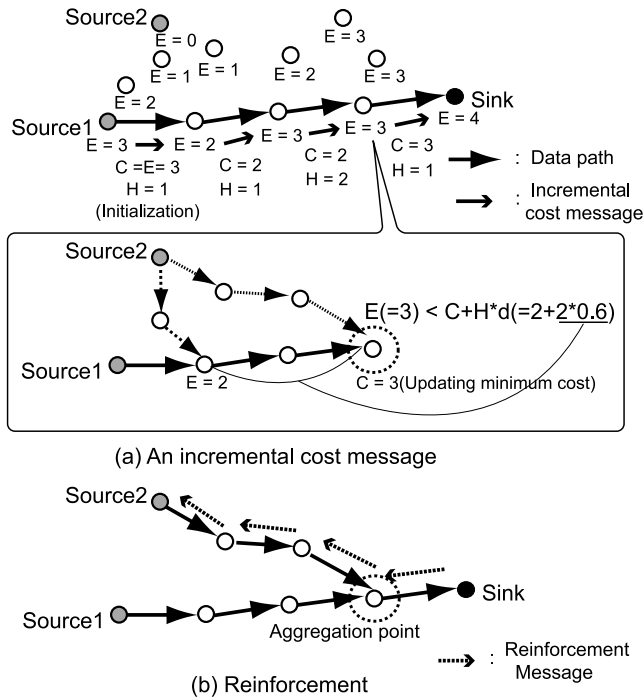 Source2
E = 0
E = 3
E = 1
E = 1
E = 2
E = 3
E = 2
Sink
Source1
E = 3
E = 2
E = 3
E = 3
E = 4
C =E= 3
C = 2
C = 2
C = 3
H = 1
H = 1
H = 2
H = 1
(Initialization)
: Data path
: Incremental
cost message
Source2
E(=3) < C+H*d(=2+2*0.6)
Source1
E = 2
C = 3(Updating minimum cost)
(a) An incremental cost message
Source2
Sink
Source1
Aggregation point
: Reinforcement
Message
(b) Reinforcement